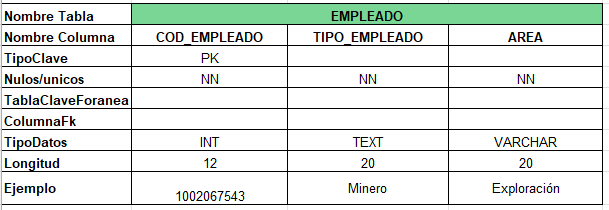 Nombre Tabla EMPLEADO
Nombre Columna COD_EMPLEADO TIPO_EMPLEADO AREA
TipoClave PK
Nulos/unicos NN NN NN
TablaClaveForanea
ColumnaFk
TipoDatos INT TEXT VARCHAR
Longitud 12 20 20
Ejemplo 1002067543 Minero Exploración